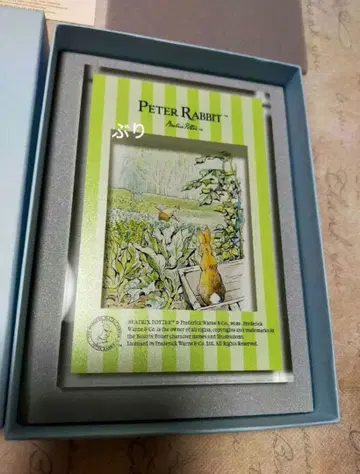 PETER RABBIT™
Beatrix Potter™
ぷり
BEATRIX POTTER™ © Frederick Warne & Co., Frederick
Warne & Co. is the owner of all rights, copyrights and trademarks in
the Beatrix Potter character names and illustrations.
Licensed by Frederick Warne & Co. Ltd. All Rights Reserved.